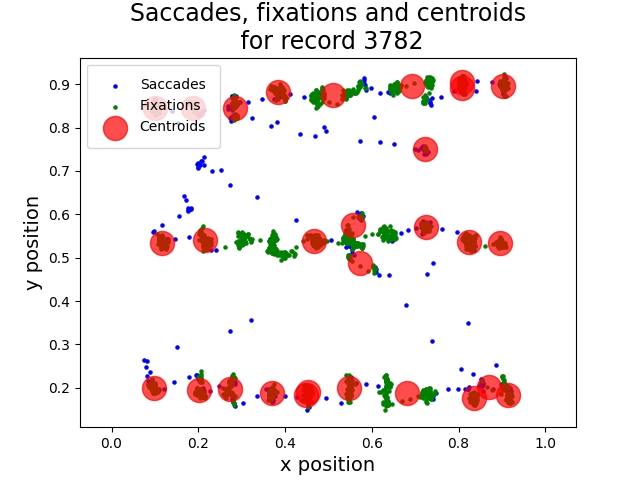 Saccades, fixations and centroids
for record 3782
Saccades
Fixations
Centroids
0.9
0.8
0.7
0.6
0.5
0.4
0.3
0.2
y position
0.0 0.2 0.4 0.6 0.8 1.0
x position